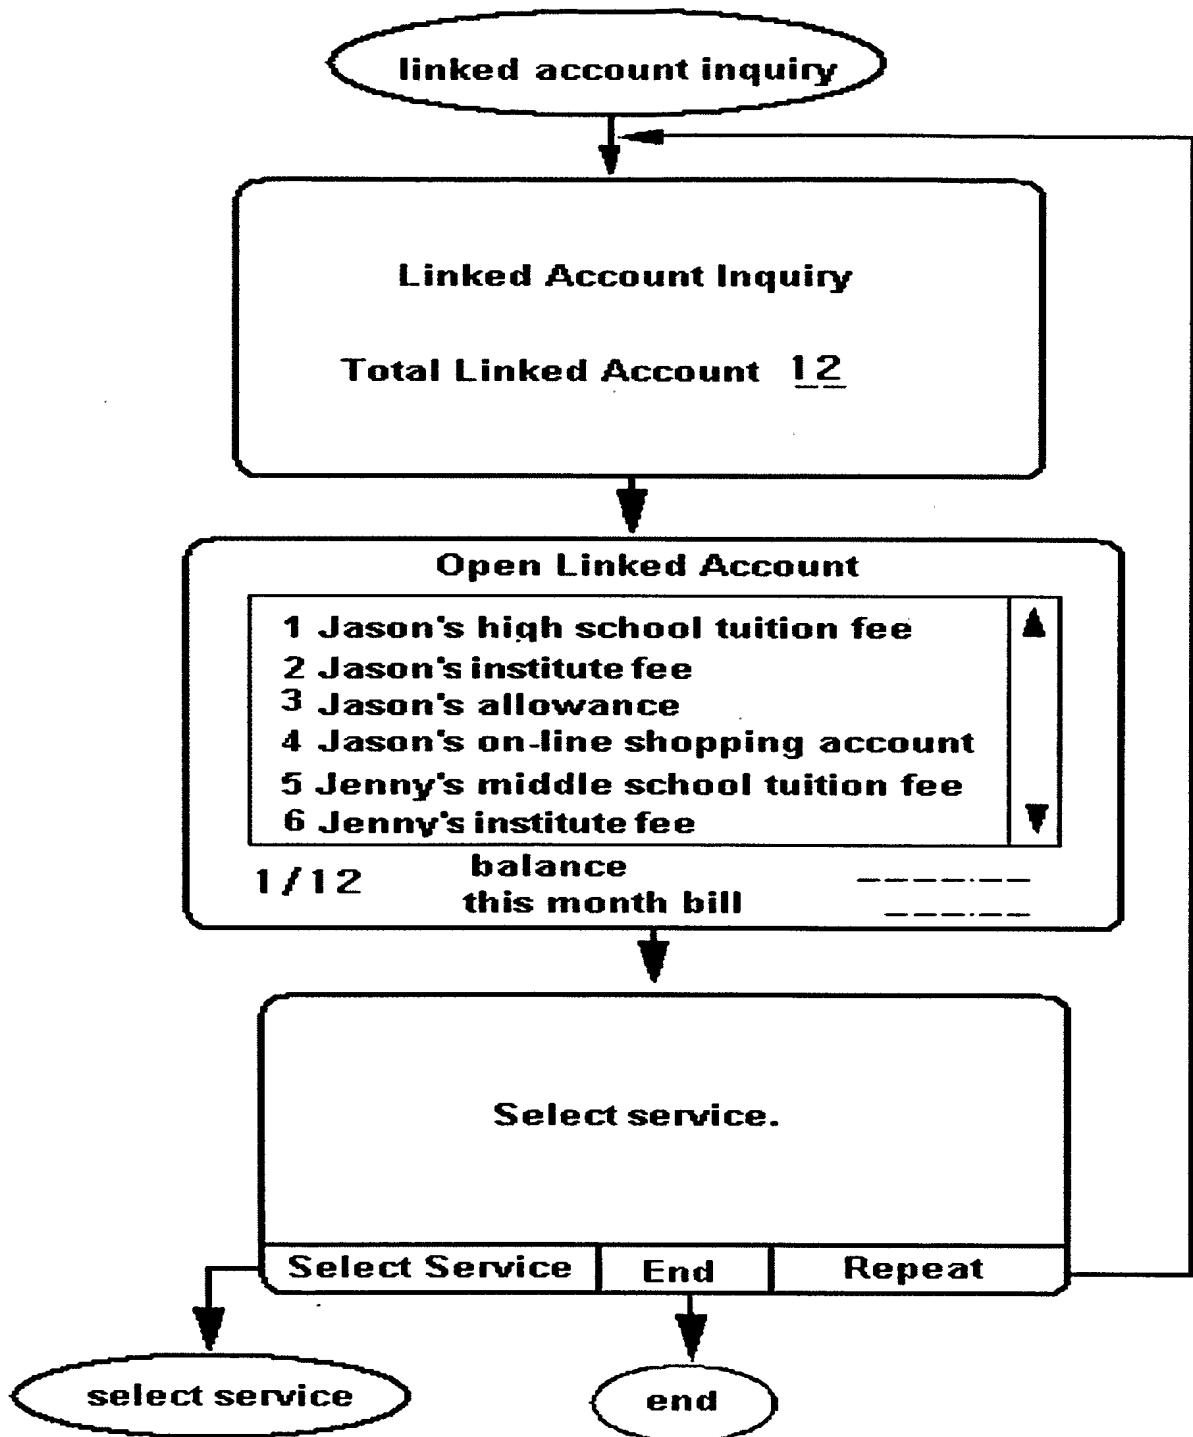 linked account inquiry
Linked Account Inquiry
Total Linked Account 12
Open Linked Account
1 Jason's high school tuition fee
2 Jason's institute fee
3 Jason's allowance
4 Jason's on-line shopping account
5 Jenny's middle school tuition fee
6 Jenny's institute fee
1/12
balance _ _ _ _ . _ _
this month bill _ _ _ . _ _
Select service.
Select Service
End
Repeat
select service
end